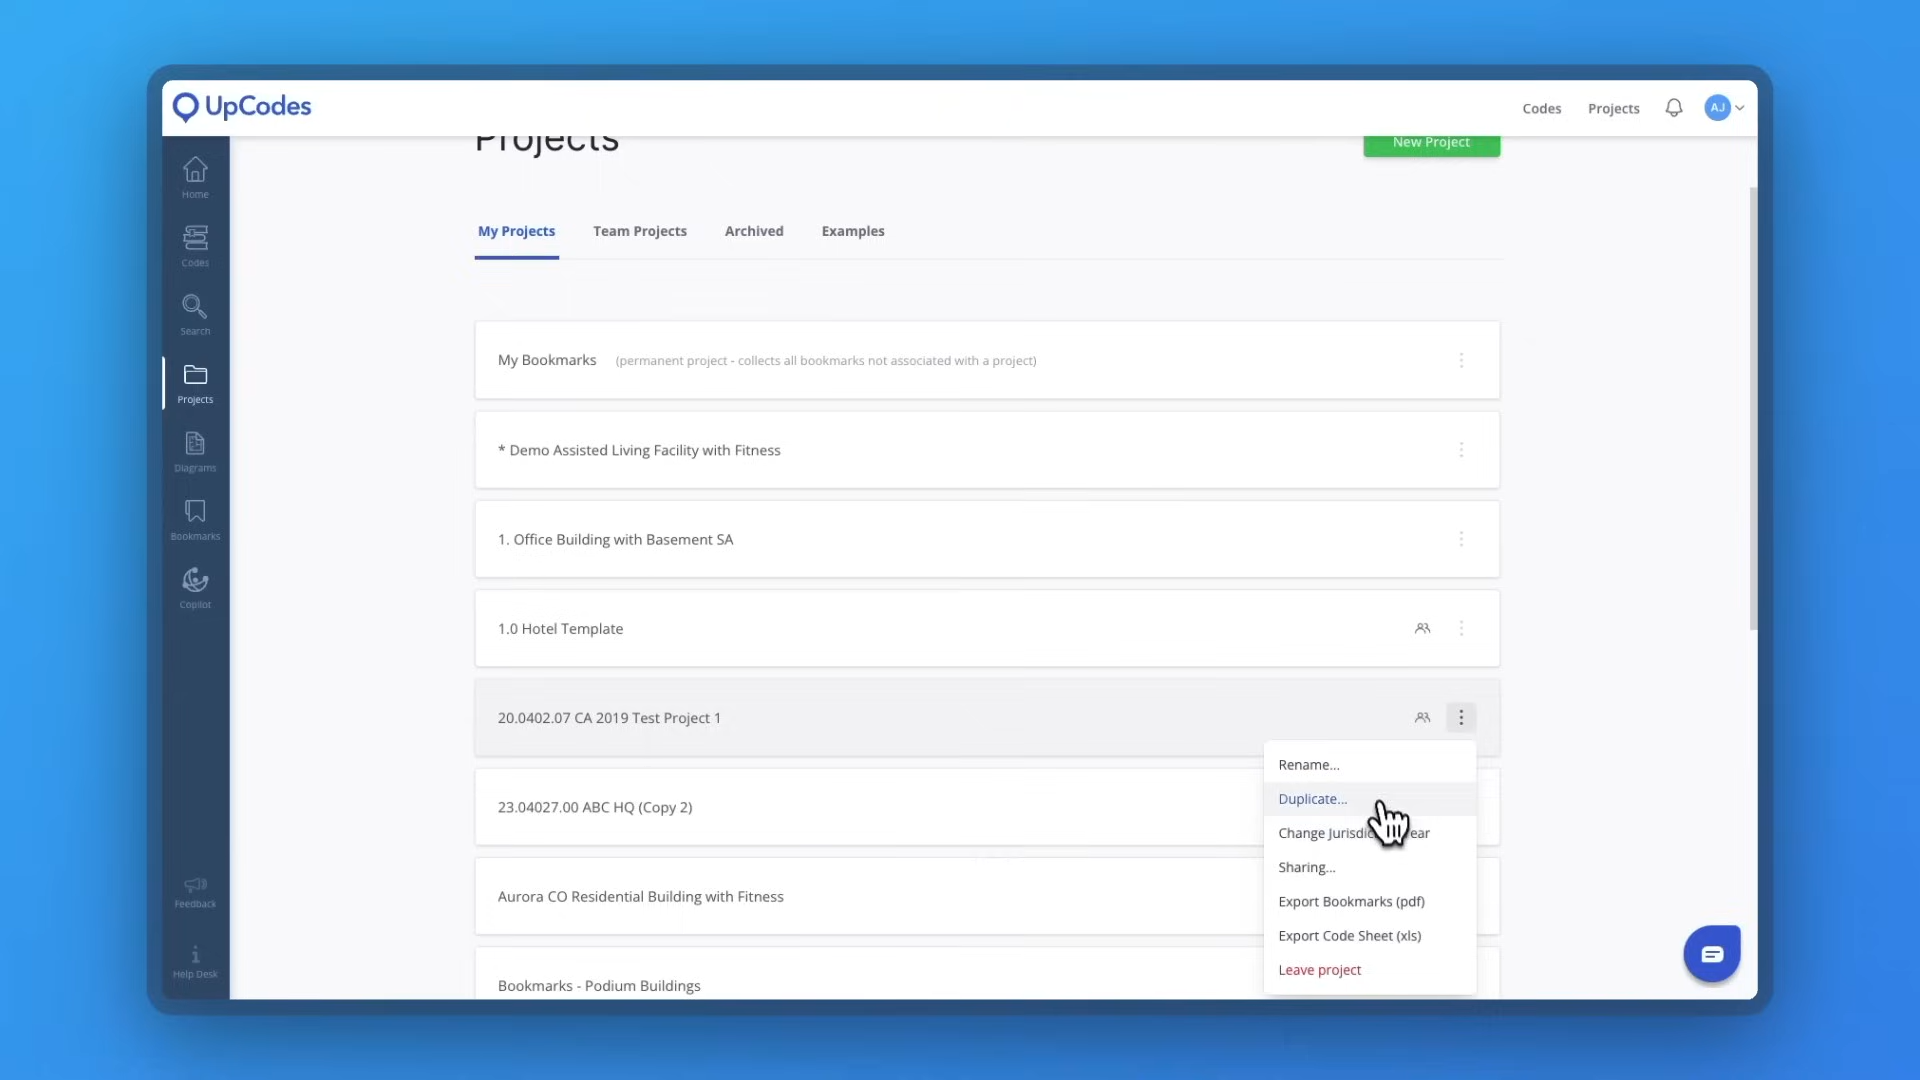 UpCodes
Codes
Projects
AJ
Projects
New Project
Home
Codes
Search
Projects
Diagrams
Bookmarks
Copilot
Feedback
Help Desk
My Projects
Team Projects
Archived
Examples
My Bookmarks (permanent project - collects all bookmarks not associated with a project)
* Demo Assisted Living Facility with Fitness
1. Office Building with Basement SA
1.0 Hotel Template
20.0402.07 CA 2019 Test Project 1
23.04027.00 ABC HQ (Copy 2)
Aurora CO Residential Building with Fitness
Bookmarks - Podium Buildings
Rename...
Duplicate...
Change
Sharing...
Export Bookmarks (pdf)
Export Code Sheet (xls)
Leave project